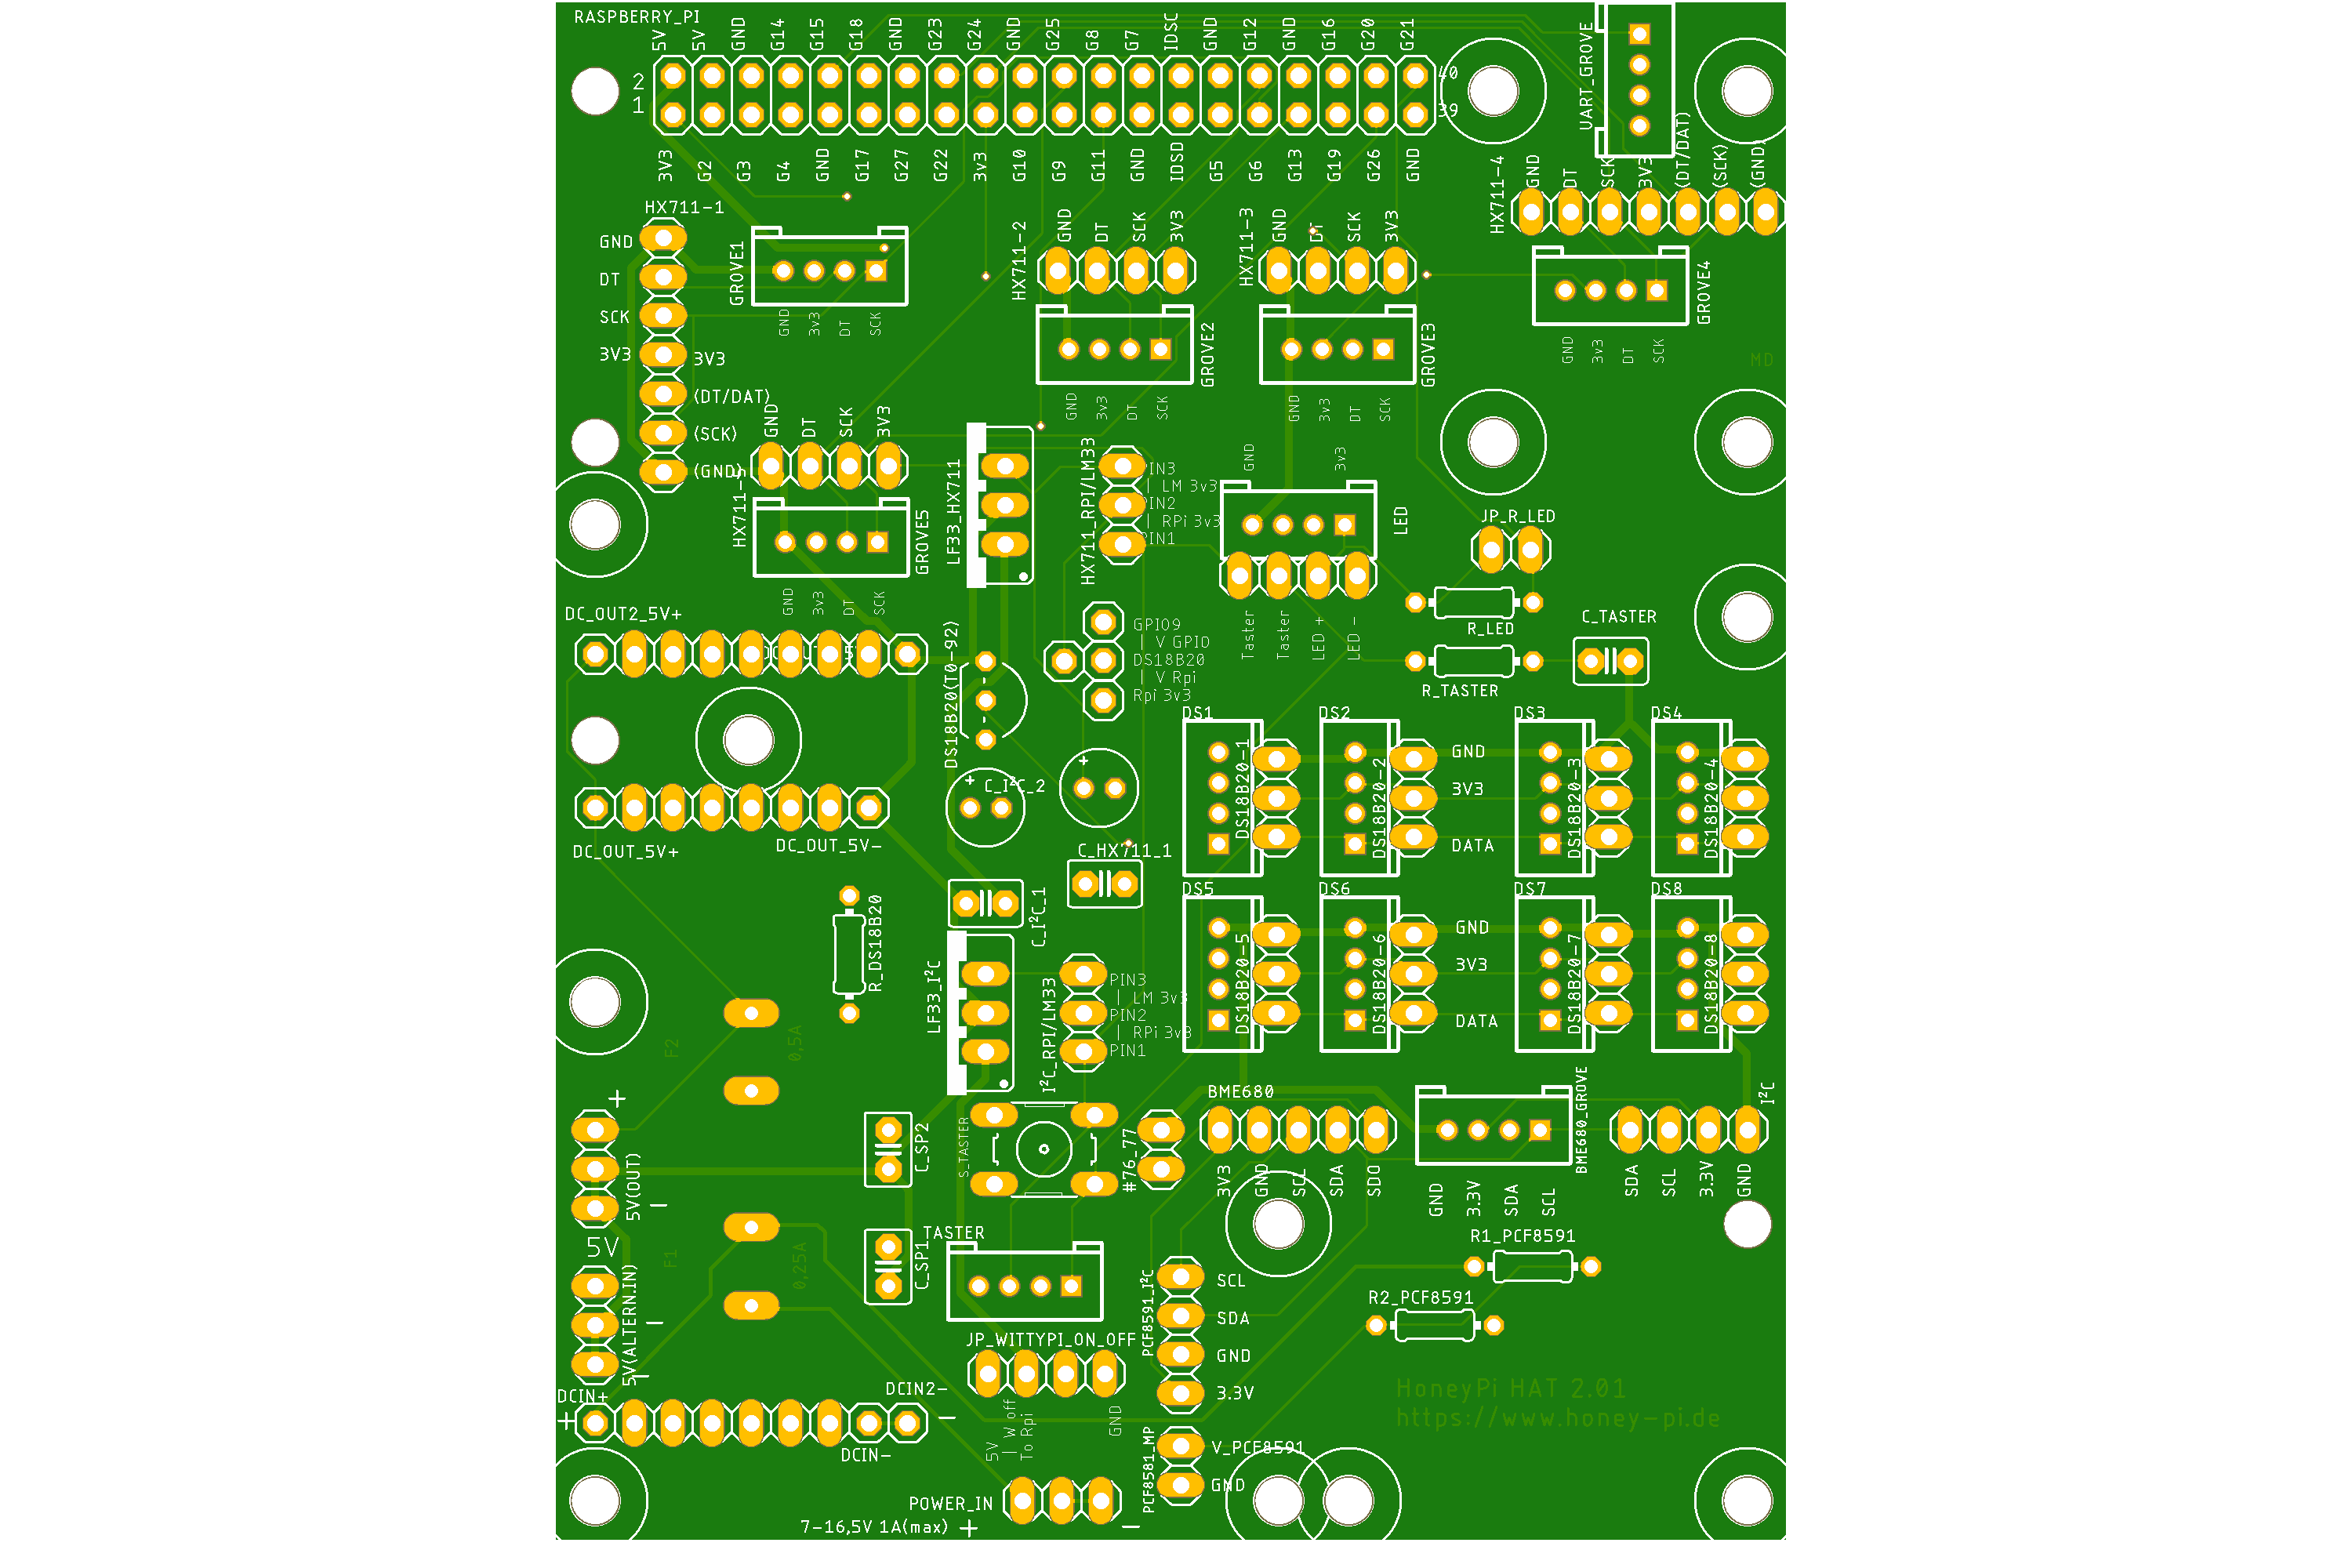 RASPBERRY_PI
5V 5V GND G14 G15 G18 GND G23 G24 GND G25 G8 G7 IDSC GND G12 GND G16 G20 G21
2
1
40
39
3V3 G2 G3 G4 GND G17 G27 G22 3v3 G10 G9 G11 GND IDSD G5 G6 G13 G19 G26 GND
UART_GROVE
HX711-4
GND DT SCK 3V3 (DT/DAT) (SCK) (GND)
HX711-1
GND
DT
SCK
3V3
3V3
(DT/DAT)
(SCK)
(GND)
GROVE1
GND 3v3 DT SCK
HX711-2
GND DT SCK 3V3
GROVE2
GND 3v3 DT SCK
HX711-3
GND DT SCK 3V3
GROVE3
GND 3v3 DT SCK
GROVE4
GND 3v3 DT SCK
MD
HX711-5
GND DT SCK 3V3
GROVE5
GND 3v3 DT SCK
LF33_HX711
HX711_RPI/LM33
PIN3
| LM 3v3
PIN2
| RPi 3v3
PIN1
GND 3v3
LED
Taster Taster LED + LED -
JP_R_LED
R_LED
R_TASTER
C_TASTER
DC_OUT2_5V+
DS18B20(TO-92)
GPIO9
| V GPIO
DS18B20
| V Rpi
Rpi 3v3
DC_OUT_5V+
DC_OUT_5V-
+
C_I²C_2
+
C_HX711_1
C_I²C_1
DS1 DS2 DS3 DS4
DS18B20-1 DS18B20-2 DS18B20-3 DS18B20-4
GND
3V3
DATA
DS5 DS6 DS7 DS8
DS18B20-5 DS18B20-6 DS18B20-7 DS18B20-8
GND
3V3
DATA
R_DS18B20
LF33_I²C
I²C_RPI/LM33
PIN3
| LM 3v3
PIN2
| RPi 3v3
PIN1
F2
0,5A
+
5V(OUT)
-
5V
F1
0,25A
5V(ALTERN.IN)
-
-
C_SP2
C_SP1
S_TASTER
#76_77
TASTER
BME680
3V3 GND SCL SDA SDO
BME680_GROVE
GND 3.3V SDA SCL
I²C
SDA SCL 3.3V GND
R1_PCF8591
R2_PCF8591
PCF8591_I²C
SCL
SDA
GND
3.3V
JP_WITTYPI_ON_OFF
5V
| W off
To Rpi
GND
DCIN+
+
DCIN2-
-
DCIN-
PCF8581_MP
V_PCF8591
GND
HoneyPi HAT 2.01
https://www.honey-pi.de
POWER_IN
7-16,5V 1A(max) + -